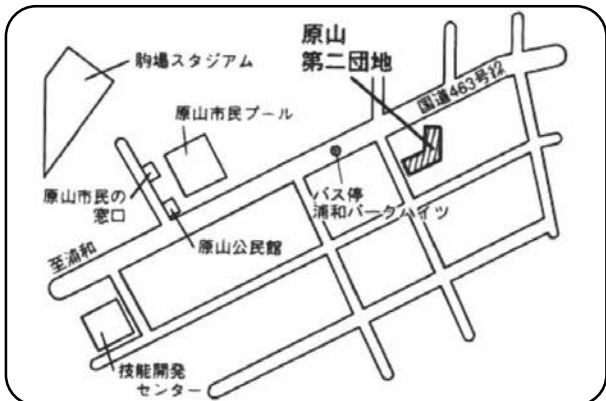 原山
第二団地
駒場スタジアム
国道463号線
原山市民プール
原山市民の
窓口
バス停
浦和パークハイツ
原山公民館
至浦和
技能開発
センター